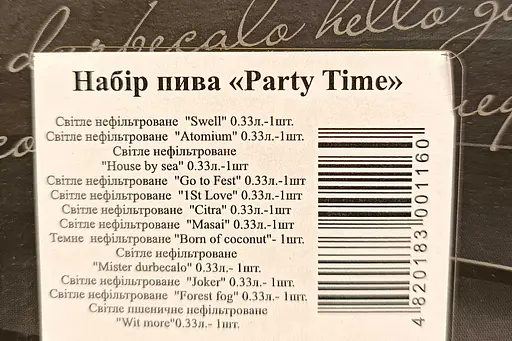 durbecalo hello
Набір пива «Party Time»
Світле нефільтроване "Swell" 0.33л.-1шт.
Світле нефільтроване "Atomium" 0.33л.-1шт.
Світле нефільтроване
"House by sea" 0.33л.-1шт
Світле нефільтроване "Go to Fest" 0.33л.-1шт
Світле нефільтроване "1St Love" 0.33л.-1шт
Світле нефільтроване "Citra" 0.33л.-1шт
Світле нефільтроване "Masai" 0.33л.-1шт
Темне нефільтроване "Born of coconut"- 1шт.
Світле нефільтроване
"Mister durbecalo" 0.33л.- 1шт.
Світле нефільтроване "Joker" 0.33л.- 1шт.
Світле нефільтроване "Forest fog" 0.33л.- 1шт.
Світле пшеничне нефільтроване
"Wit more"0.33л.- 1шт.
4 820183 001160